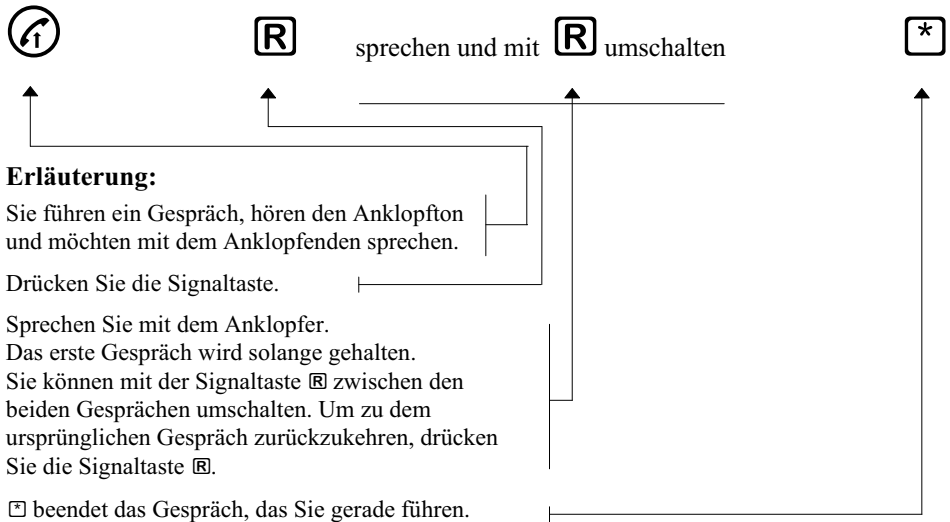 R sprechen und mit R umschalten *
Erläuterung:
Sie führen ein Gespräch, hören den Anklopfton
und möchten mit dem Anklopfenden sprechen.
Drücken Sie die Signaltaste.
Sprechen Sie mit dem Anklopfer.
Das erste Gespräch wird solange gehalten.
Sie können mit der Signaltaste R zwischen den
beiden Gesprächen umschalten. Um zu dem
ursprünglichen Gespräch zurückzukehren, drücken
Sie die Signaltaste R.
* beendet das Gespräch, das Sie gerade führen.